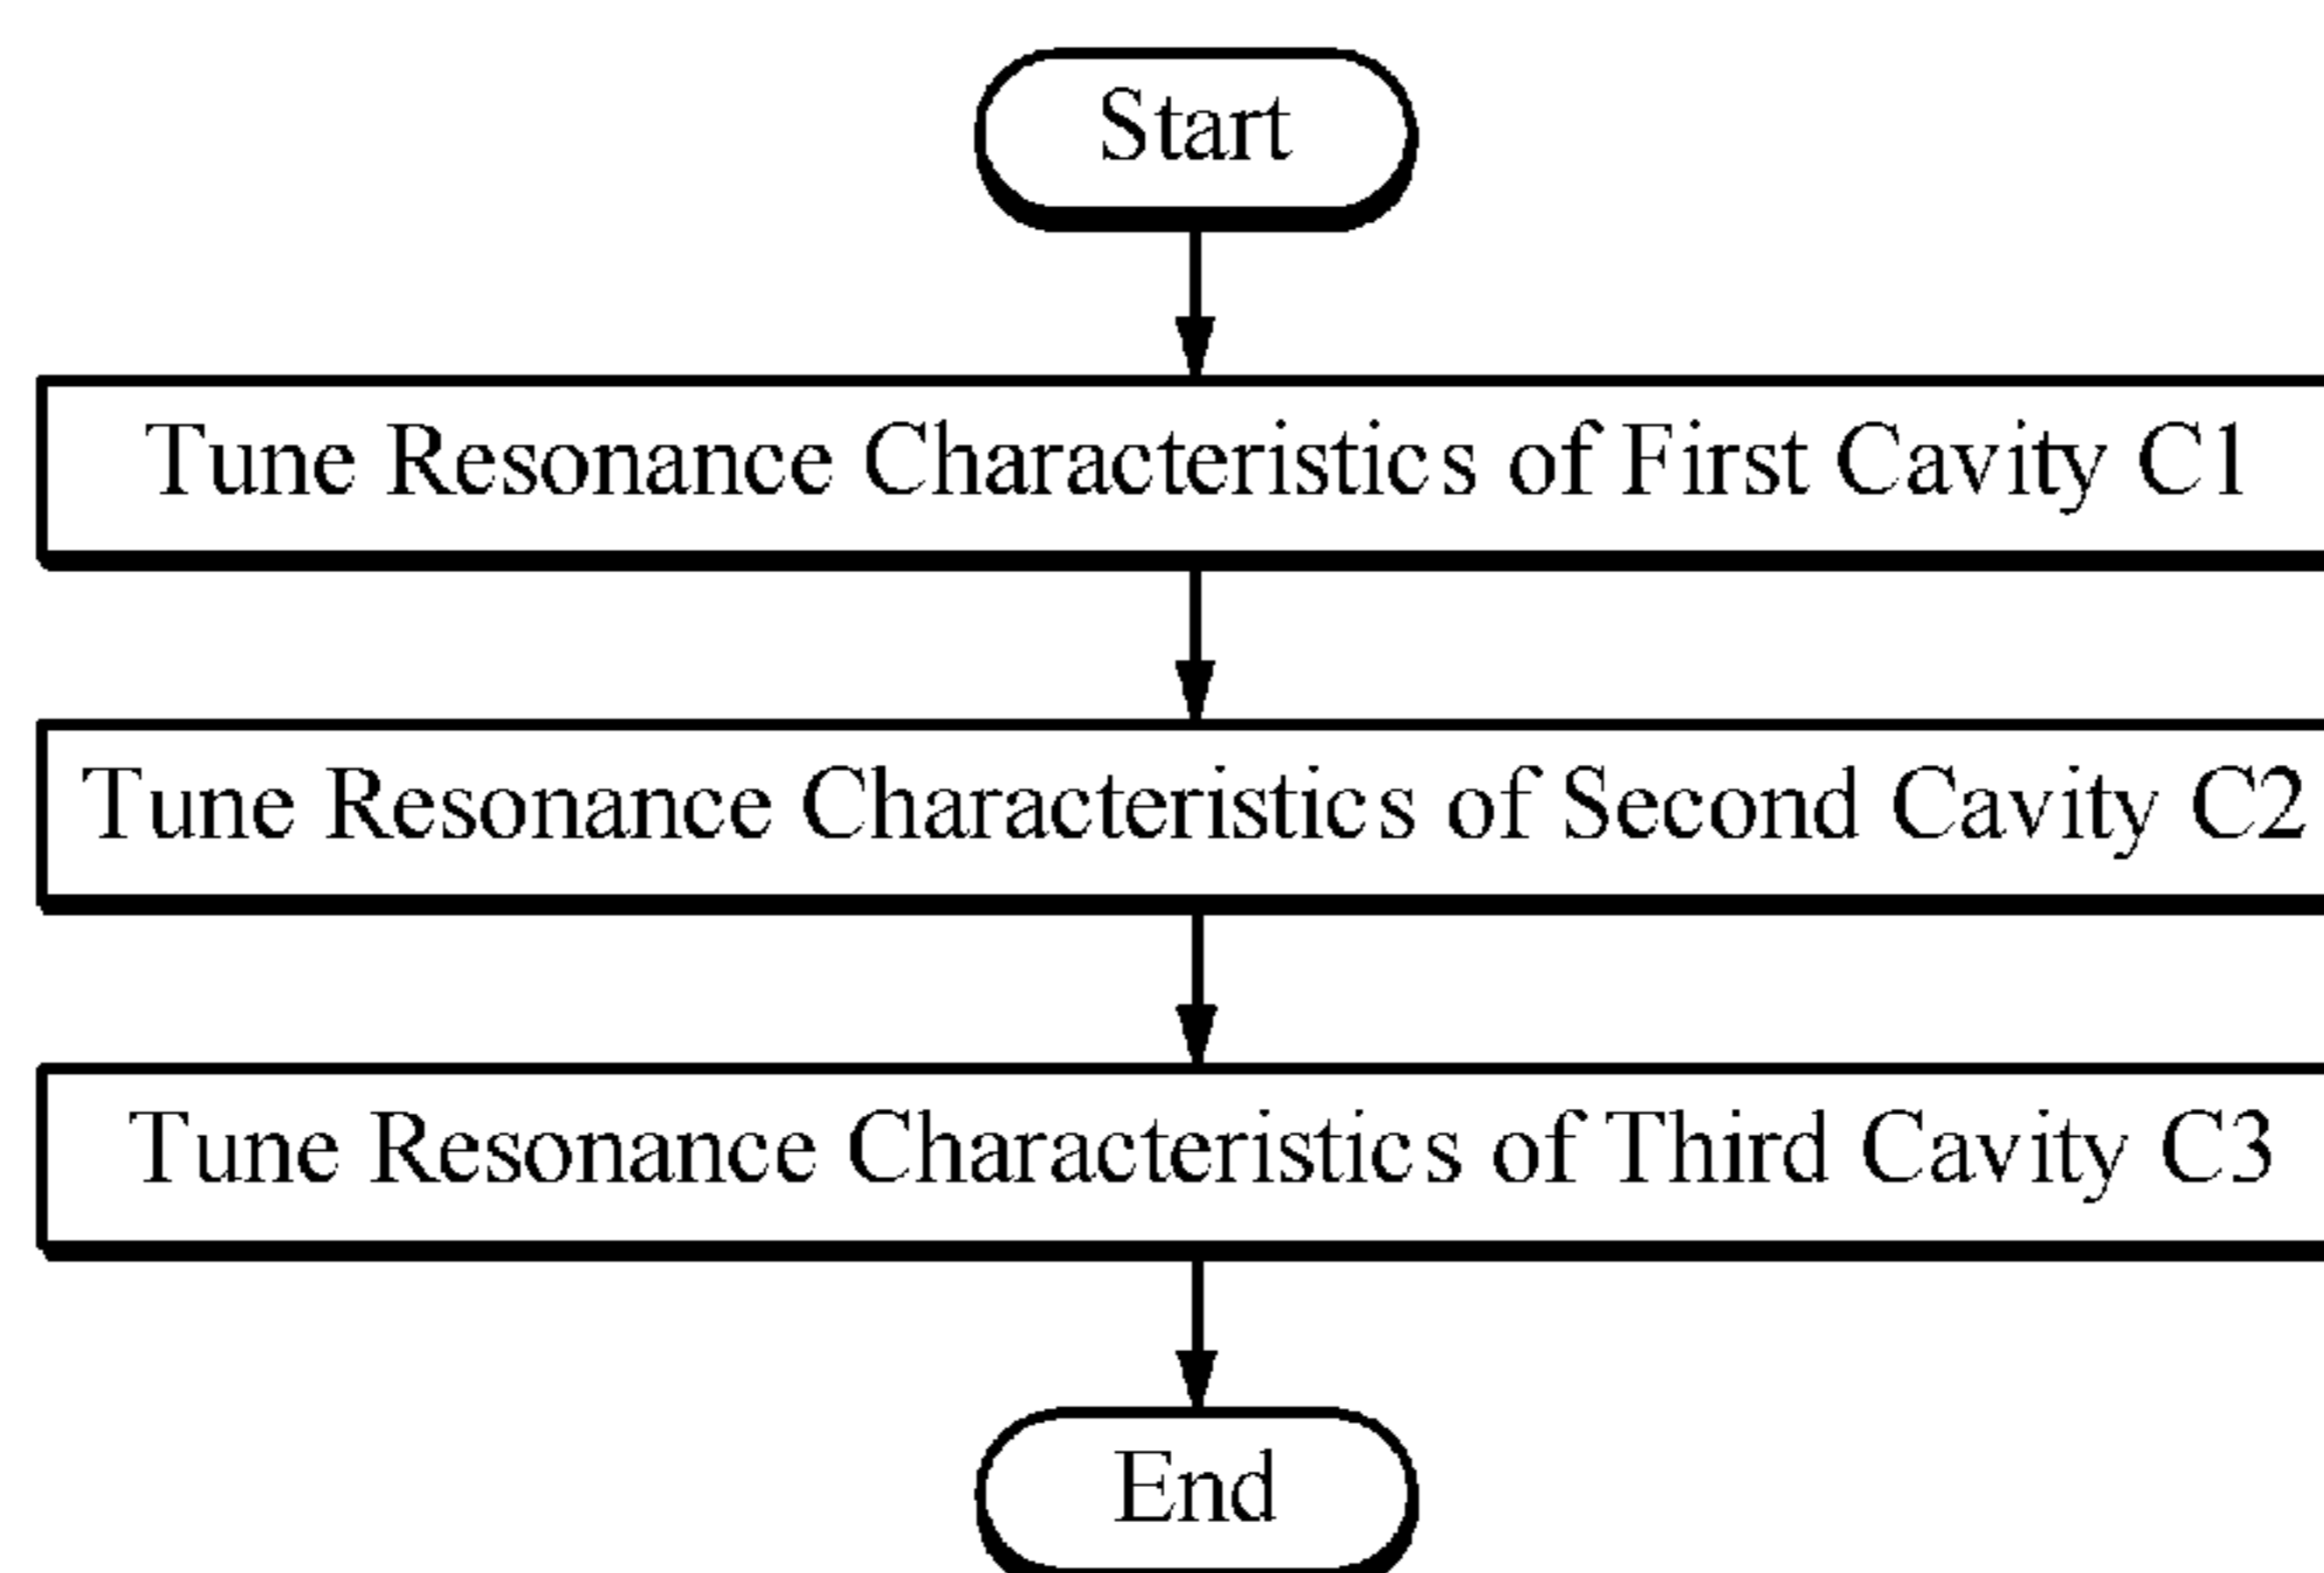 Start
Tune Resonance Characteristics of First Cavity C1
Tune Resonance Characteristics of Second Cavity C2
Tune Resonance Characteristics of Third Cavity C3
End